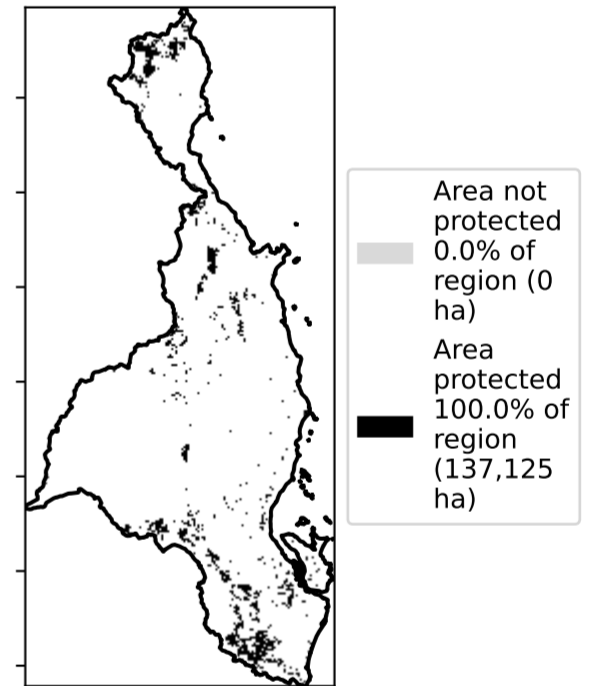 Area not
protected
0.0% of
region (0
ha)
Area
protected
100.0% of
region
(137,125
ha)